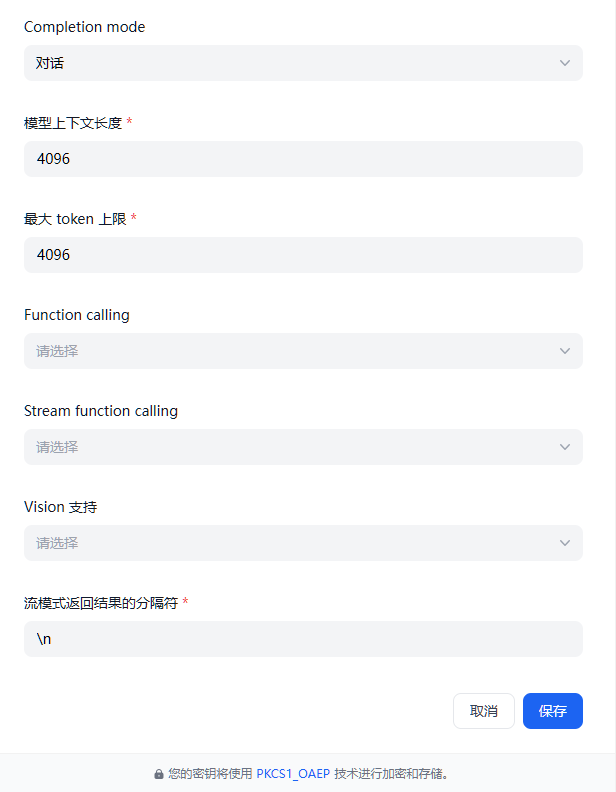 Completion mode
对话
模型上下文长度 *
4096
最大 token 上限 *
4096
Function calling
请选择
Stream function calling
请选择
Vision 支持
请选择
流模式返回结果的分隔符 *
\n
取消 保存
您的密钥将使用 PKCS1_OAEP 技术进行加密和存储。